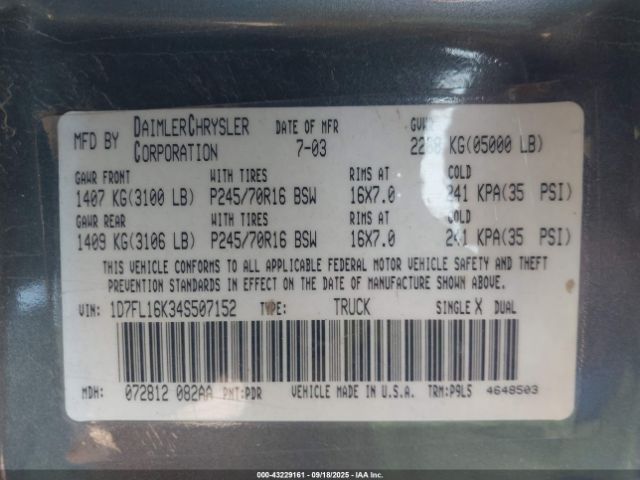 MFD BY DAIMLERCHRYSLER CORPORATION DATE OF MFR 7-03 GVWR KG(05000 LB)
GAWR FRONT WITH TIRES RIMS AT COLD
1407 KG(3100 LB) P245/70R16 BSW 16X7.0 241 KPA(35 PSI)
GAWR REAR WITH TIRES RIMS AT COLD
1409 KG(3106 LB) P245/70R16 BSW 16X7.0 241 KPA(35 PSI)
THIS VEHICLE CONFORMS TO ALL APPLICABLE FEDERAL MOTOR VEHICLE SAFETY AND THEFT
PREVENTION STANDARDS IN EFFECT ON THE DATE OF MANUFACTURE SHOWN ABOVE.
VIN: 1D7FL16K34S507152 TYPE: TRUCK SINGLE X DUAL
MDH: 072812 082AA PNT:PDR VEHICLE MADE IN U.S.A. TRM:P9L5 4648503
000-43229161 - 09/18/2025 - IAAI.COM